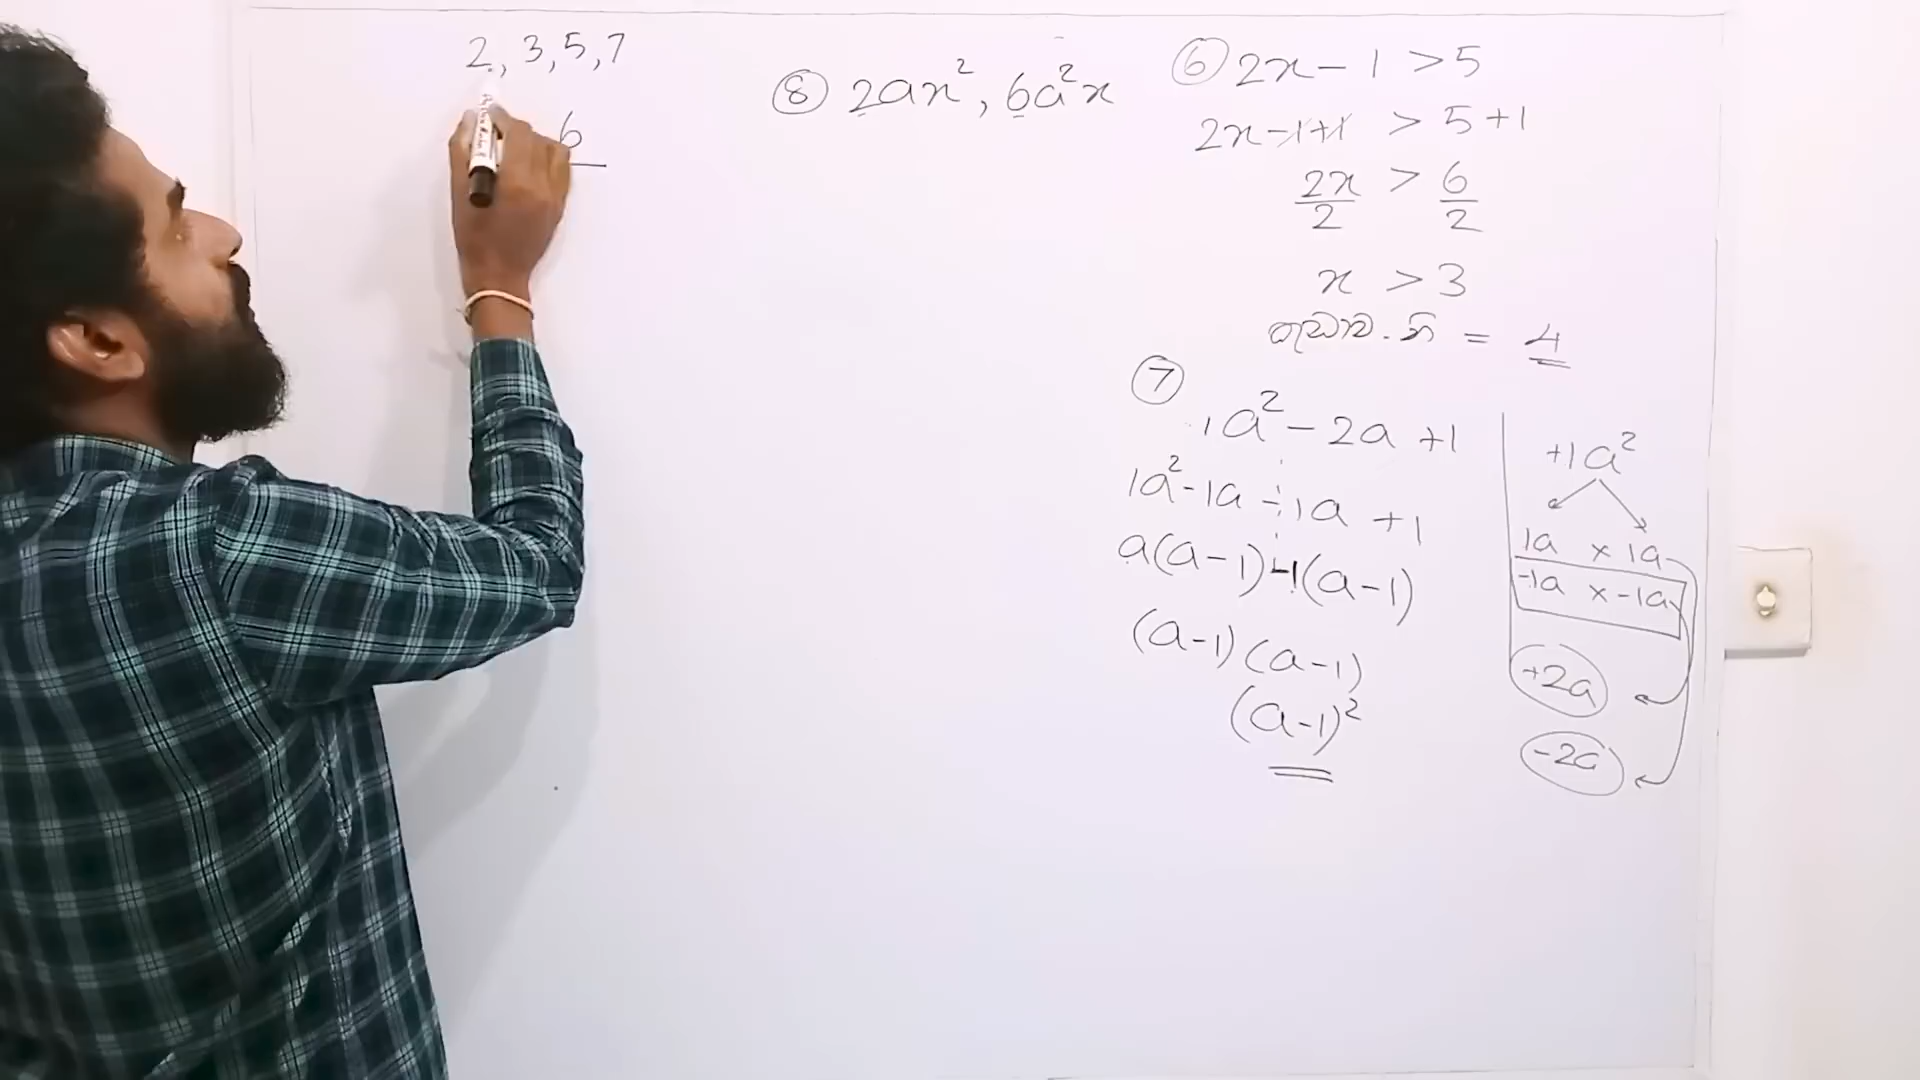 2, 3, 5, 7
6
⑧ 2ax², 6a²x
⑥ 2x - 1 > 5
2x - 1 + 1 > 5 + 1
2x/2 > 6/2
x > 3
කුඩාම . නි = 4
⑦
1a² - 2a + 1
1a² - 1a - 1a + 1
a(a - 1) - 1(a - 1)
(a - 1)(a - 1)
(a - 1)²
+1a²
1a × 1a
-1a × -1a
+2a
-2a